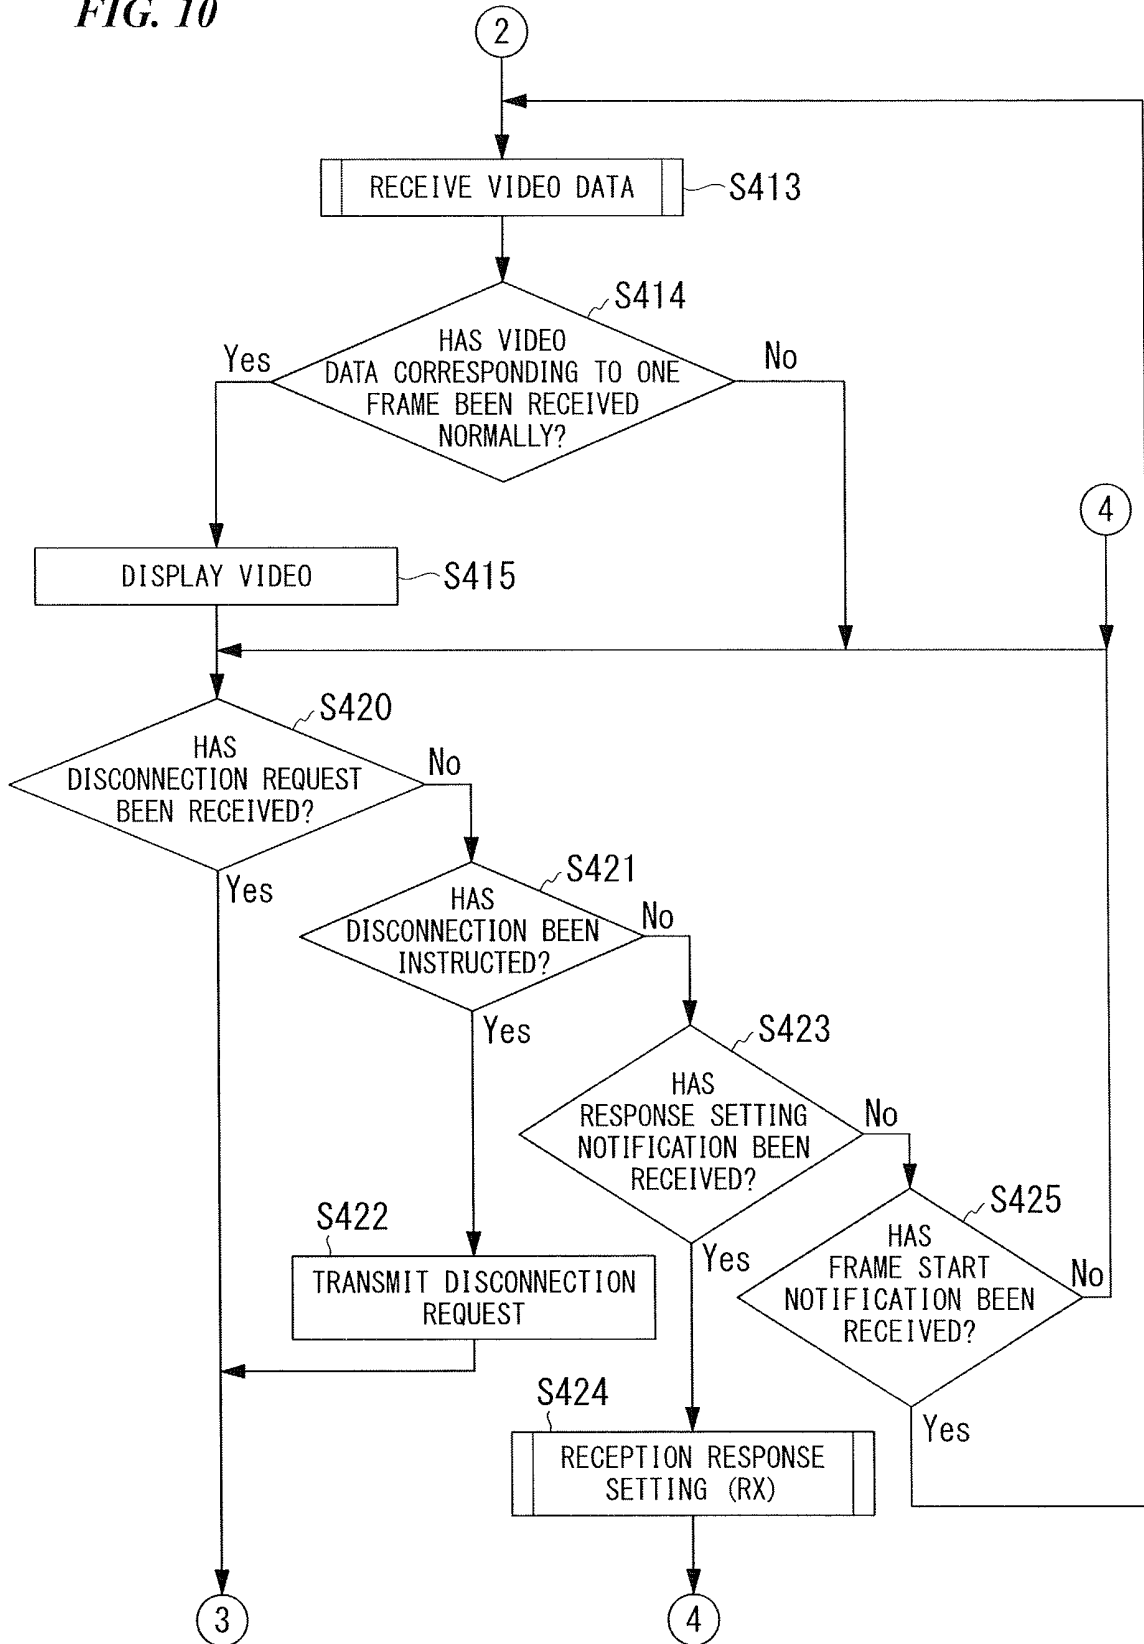 FIG. 10
2
RECEIVE VIDEO DATA
S413
S414
HAS VIDEO
DATA CORRESPONDING TO ONE
FRAME BEEN RECEIVED
NORMALLY?
Yes
No
4
DISPLAY VIDEO
S415
S420
HAS
DISCONNECTION REQUEST
BEEN RECEIVED?
No
Yes
S421
HAS
DISCONNECTION BEEN
INSTRUCTED?
No
Yes
S423
HAS
RESPONSE SETTING
NOTIFICATION BEEN
RECEIVED?
No
Yes
S425
HAS
FRAME START
NOTIFICATION BEEN
RECEIVED?
No
Yes
S422
TRANSMIT DISCONNECTION
REQUEST
S424
RECEPTION RESPONSE
SETTING (RX)
3
4